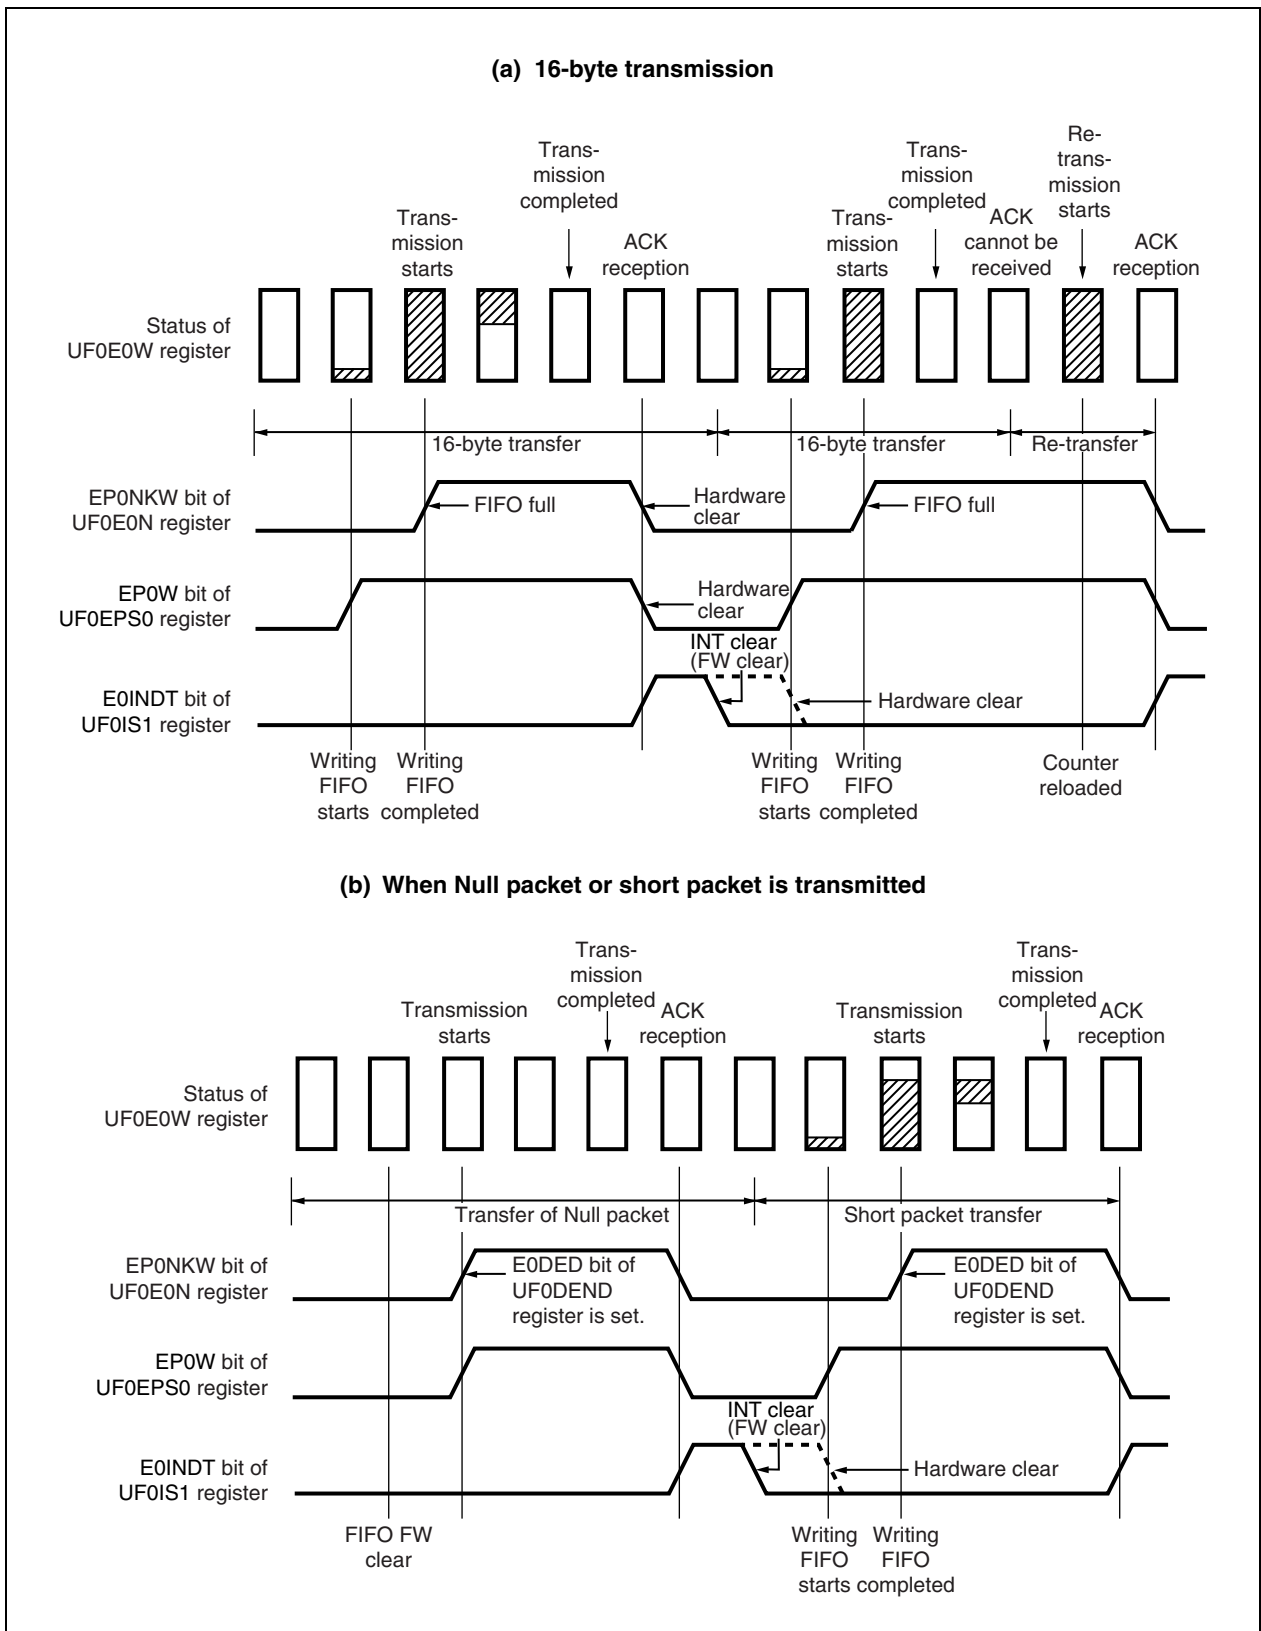 (a) 16-byte transmission
Trans-
mission
completed
Trans-
mission
completed
Re-
trans-
mission
starts
Trans-
mission
starts
ACK
reception
Trans-
mission
starts
ACK
cannot be
received
ACK
reception
Status of
UF0E0W register
16-byte transfer
16-byte transfer
Re-transfer
EP0NKW bit of
UF0E0N register
FIFO full
Hardware
clear
FIFO full
EP0W bit of
UF0EPS0 register
Hardware
clear
INT clear
(FW clear)
E0INDT bit of
UF0IS1 register
Hardware clear
Writing
FIFO
starts
Writing
FIFO
completed
Writing
FIFO
starts
Writing
FIFO
completed
Counter
reloaded
(b) When Null packet or short packet is transmitted
Trans-
mission
completed
Trans-
mission
completed
Transmission
starts
ACK
reception
Transmission
starts
ACK
reception
Status of
UF0E0W register
Transfer of Null packet
Short packet transfer
EP0NKW bit of
UF0E0N register
E0DED bit of
UF0DEND
register is set.
E0DED bit of
UF0DEND
register is set.
EP0W bit of
UF0EPS0 register
INT clear
(FW clear)
E0INDT bit of
UF0IS1 register
Hardware clear
FIFO FW
clear
Writing
FIFO
starts
Writing
FIFO
completed